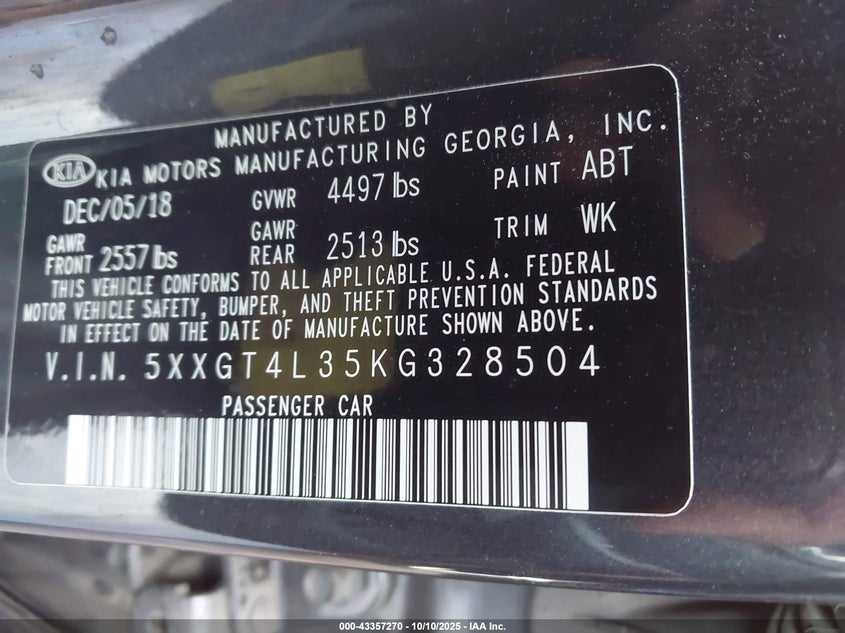 MANUFACTURED BY
KIA KIA MOTORS MANUFACTURING GEORGIA, INC.
DEC/05/18 GVWR 4497 lbs PAINT ABT
GAWR FRONT 2557 lbs GAWR REAR 2513 lbs TRIM WK
THIS VEHICLE CONFORMS TO ALL APPLICABLE U.S.A. FEDERAL
MOTOR VEHICLE SAFETY, BUMPER, AND THEFT PREVENTION STANDARDS
IN EFFECT ON THE DATE OF MANUFACTURE SHOWN ABOVE.
V.I.N. 5XXGT4L35KG328504
PASSENGER CAR
000-43357270 - 10/10/2025 - IAA Inc.